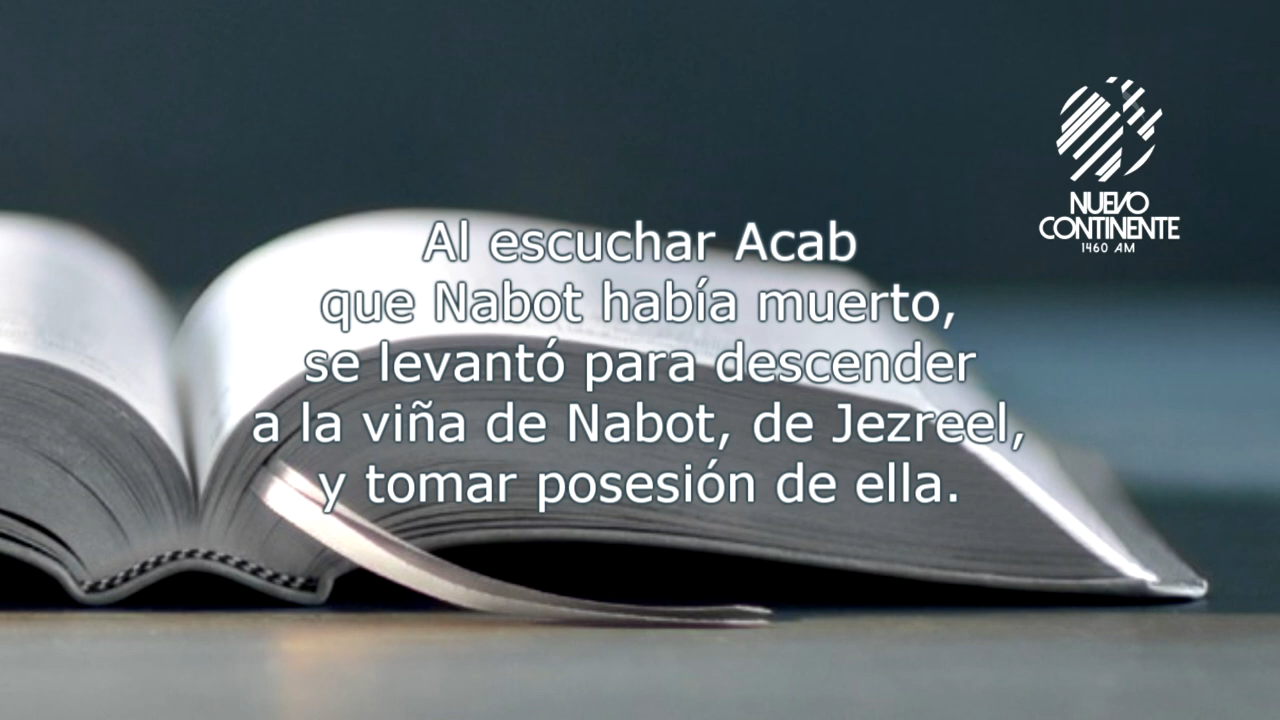 NUEVO
CONTINENTE
1460 AM
Al escuchar Acab
que Nabot había muerto,
se levantó para descender
a la viña de Nabot, de Jezreel,
y tomar posesión de ella.